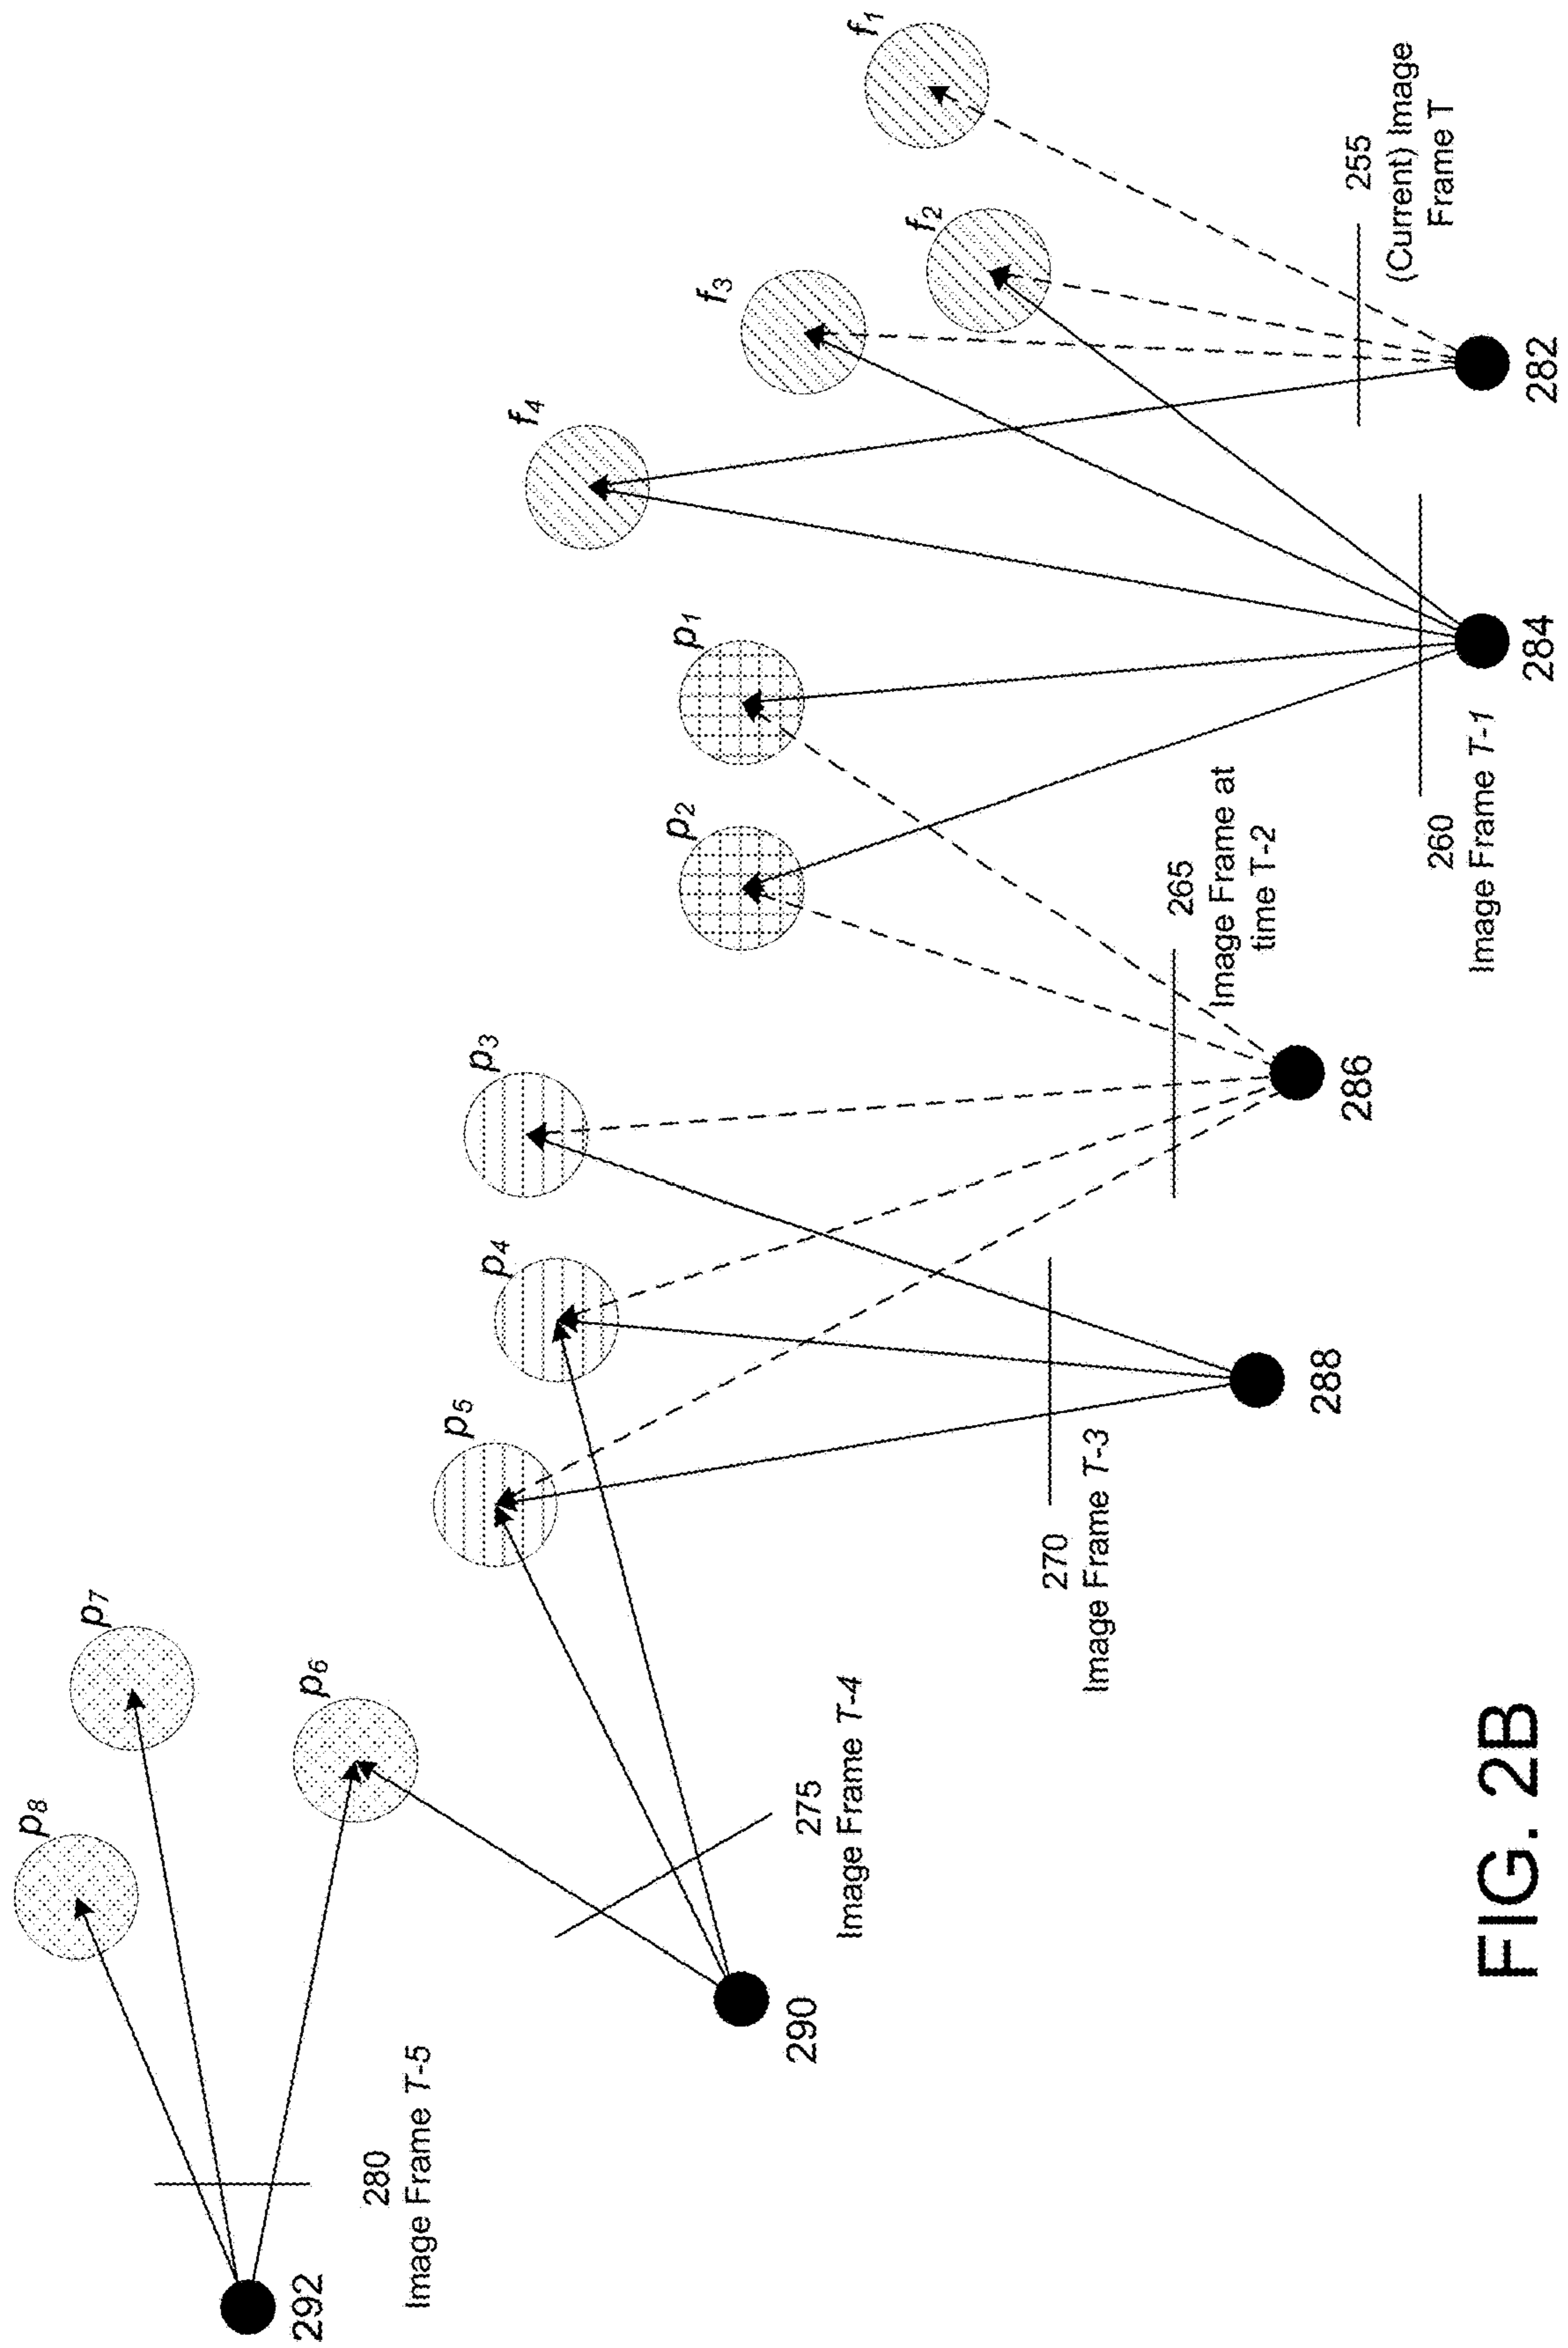 p8
p7
p6
p5
p4
p3
p2
p1
f4
f3
f2
f1
292
280
Image Frame T-5
290
275
Image Frame T-4
288
270
Image Frame T-3
286
265
Image Frame at
time T-2
284
260
Image Frame T-1
282
255
(Current) Image
Frame T
FIG. 2B